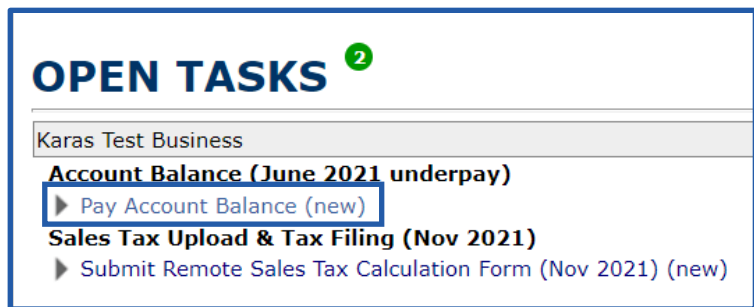 OPEN TASKS 2
Karas Test Business
Account Balance (June 2021 underpay)
Pay Account Balance (new)
Sales Tax Upload & Tax Filing (Nov 2021)
Submit Remote Sales Tax Calculation Form (Nov 2021) (new)